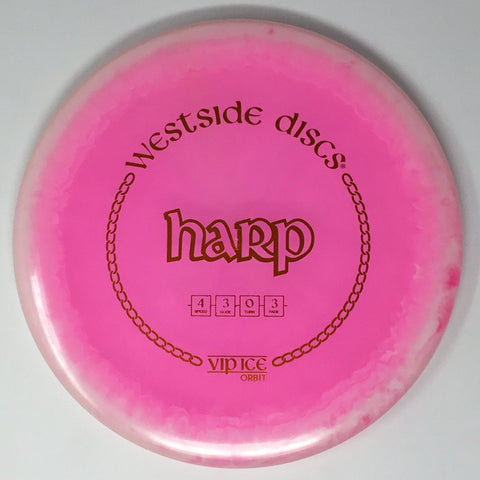 westside discs®
harp
4 3 0 3
SPEED GLIDE TURN FADE
VIP ICE
ORBIT